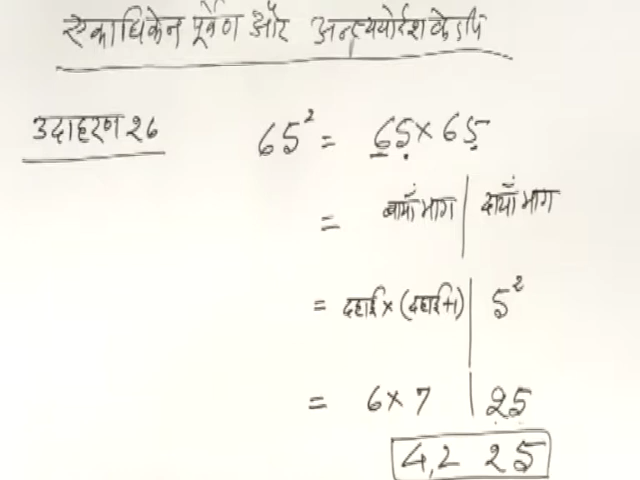 एकाधिकेन पूर्वेण और अन्त्ययोर्दशकेऽपि
उदाहरण 26
65² = 65 × 65
= बायाँ भाग | दायाँ भाग
= दहाई × (दहाई+1) | 5²
= 6 × 7 | 25
4,2 25